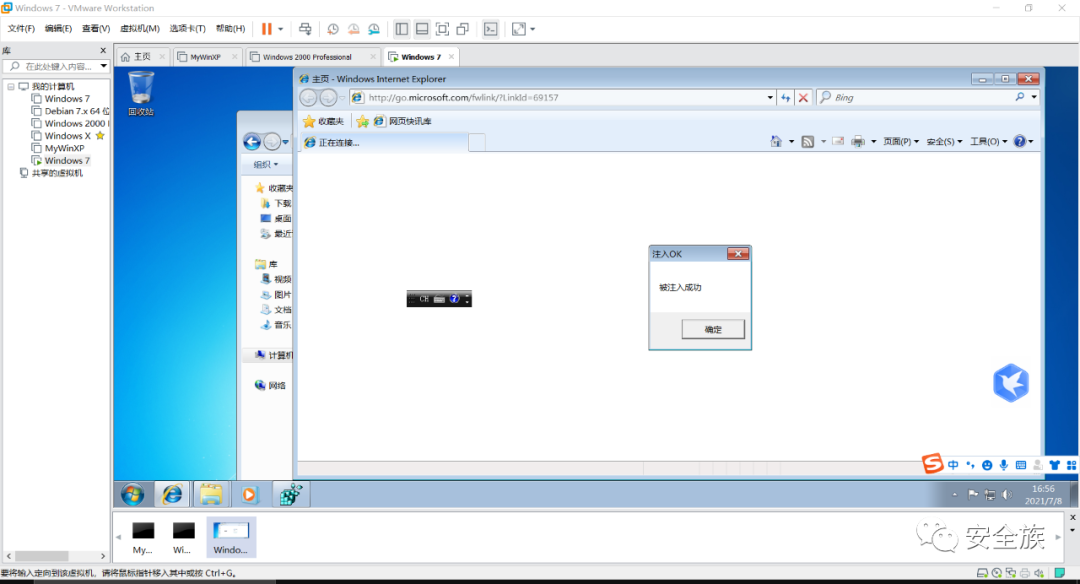 Windows 7 - VMware Workstation
文件(F) 编辑(E) 查看(V) 虚拟机(M) 选项卡(T) 帮助(H)
库
在此处键入内容...
我的计算机
Windows 7
Debian 7.x 64 位
Windows 2000
Windows X
MyWinXP
Windows 7
共享的虚拟机
主页
MyWinXP
Windows 2000 Professional
Windows 7
回收站
组织
收藏夹
下载
桌面
最近
库
视频
图片
文档
音乐
计算机
网络
主页 - Windows Internet Explorer
http://go.microsoft.com/fwlink/?LinkId=69157
Bing
收藏夹
网页快讯库
正在连接...
页面(P) 安全(S) 工具(O)
CH
注入OK
被注入成功
确定
中
16:56
2021/7/8
My...
Wi...
Windo...
安全族
要将输入定向到该虚拟机，请将鼠标指针移入其中或按 Ctrl+G。